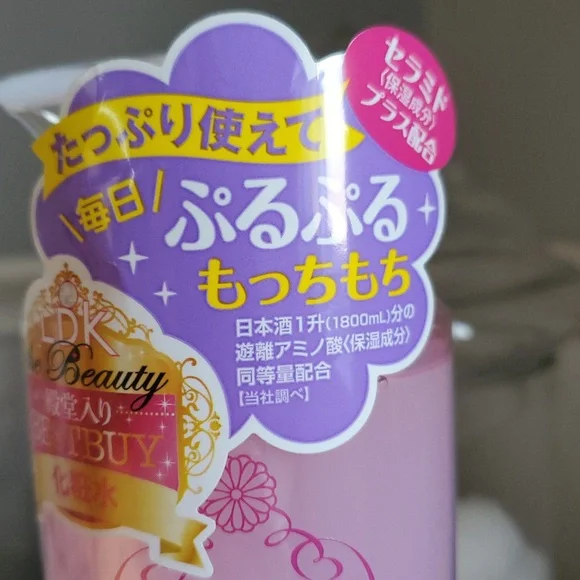 セラミド
〈保湿成分〉
プラス配合
たっぷり使えて
\毎日/
ぷるぷる
もっちもち
日本酒1升(1800mL)分の
遊離アミノ酸〈保湿成分〉
同等量配合
【当社調べ】
LDK
the Beauty
殿堂入り
BEST BUY
化粧水